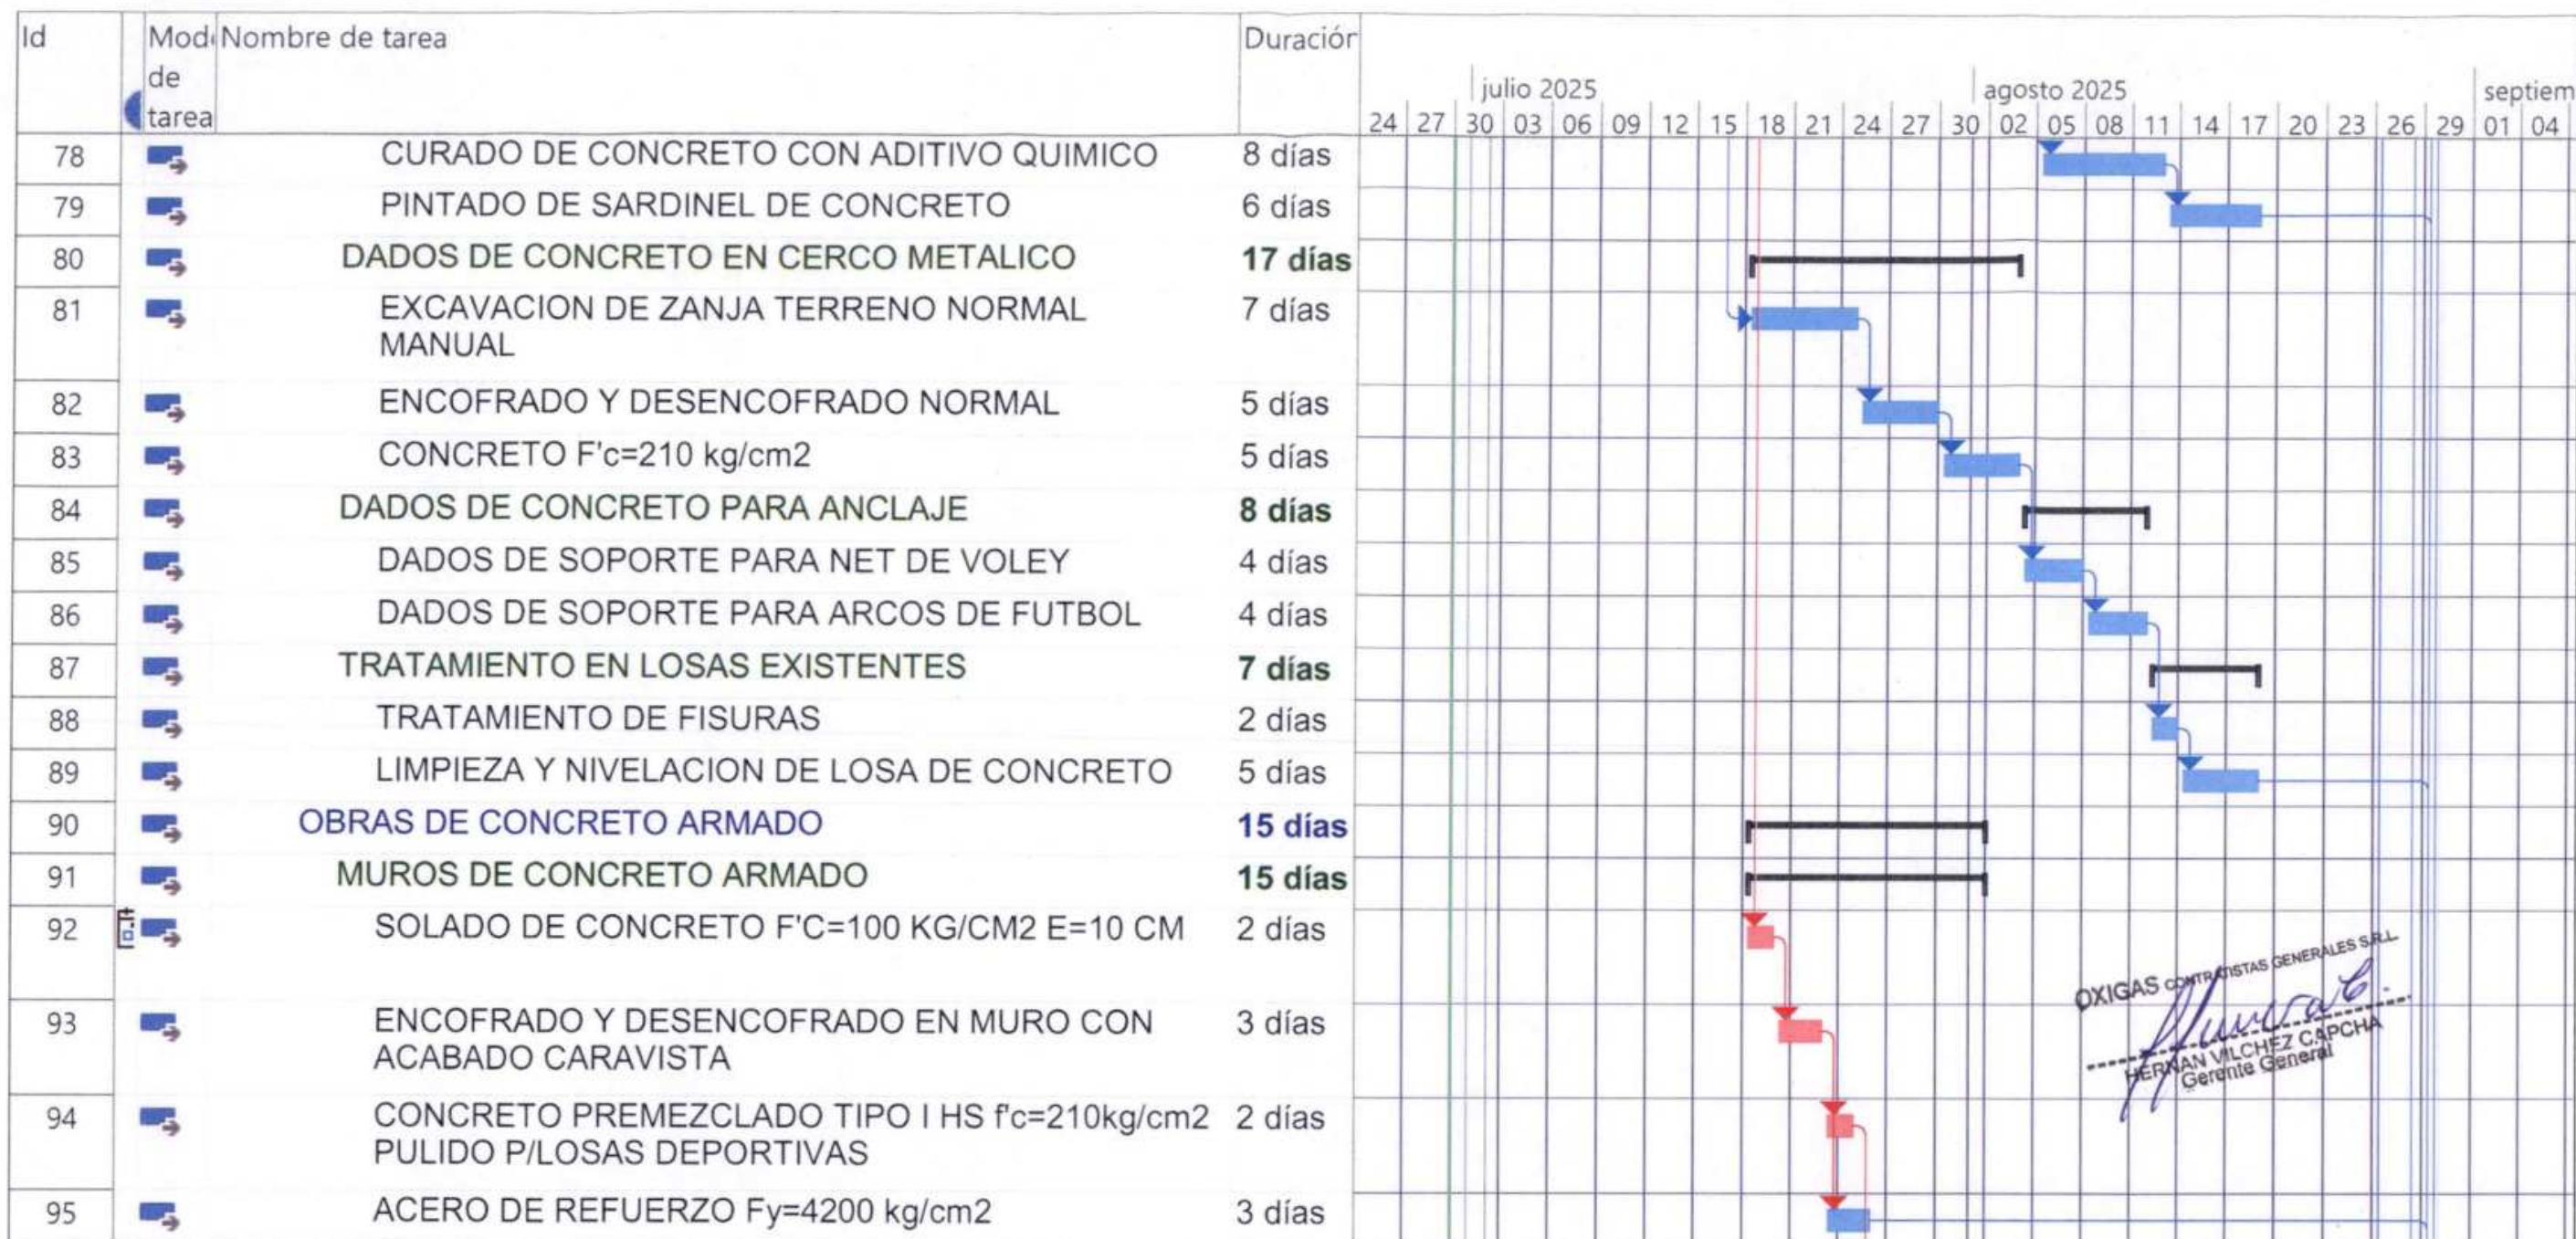 Id Mod Nombre de tarea Duración
de
tarea
julio 2025 agosto 2025 septiem
24 27 30 03 06 09 12 15 18 21 24 27 30 02 05 08 11 14 17 20 23 26 29 01 04
78 CURADO DE CONCRETO CON ADITIVO QUIMICO 8 días
79 PINTADO DE SARDINEL DE CONCRETO 6 días
80 DADOS DE CONCRETO EN CERCO METALICO 17 días
81 EXCAVACION DE ZANJA TERRENO NORMAL 7 días
MANUAL
82 ENCOFRADO Y DESENCOFRADO NORMAL 5 días
83 CONCRETO F'c=210 kg/cm2 5 días
84 DADOS DE CONCRETO PARA ANCLAJE 8 días
85 DADOS DE SOPORTE PARA NET DE VOLEY 4 días
86 DADOS DE SOPORTE PARA ARCOS DE FUTBOL 4 días
87 TRATAMIENTO EN LOSAS EXISTENTES 7 días
88 TRATAMIENTO DE FISURAS 2 días
89 LIMPIEZA Y NIVELACION DE LOSA DE CONCRETO 5 días
90 OBRAS DE CONCRETO ARMADO 15 días
91 MUROS DE CONCRETO ARMADO 15 días
92 SOLADO DE CONCRETO F'C=100 KG/CM2 E=10 CM 2 días
93 ENCOFRADO Y DESENCOFRADO EN MURO CON 3 días
ACABADO CARAVISTA
94 CONCRETO PREMEZCLADO TIPO I HS f'c=210kg/cm2 2 días
PULIDO P/LOSAS DEPORTIVAS
95 ACERO DE REFUERZO Fy=4200 kg/cm2 3 días
OXIGAS CONTRATISTAS GENERALES S.R.L.
HERNAN VILCHEZ CAPCHA
Gerente General